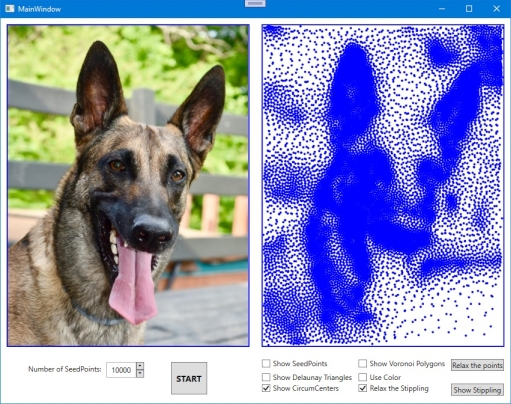 MainWindow
Number of SeedPoints: 10000
START
Show SeedPoints
Show Voronoi Polygons
Relax the points
Show Delaunay Triangles
Use Color
Show CircumCenters
Relax the Stippling
Show Stippling